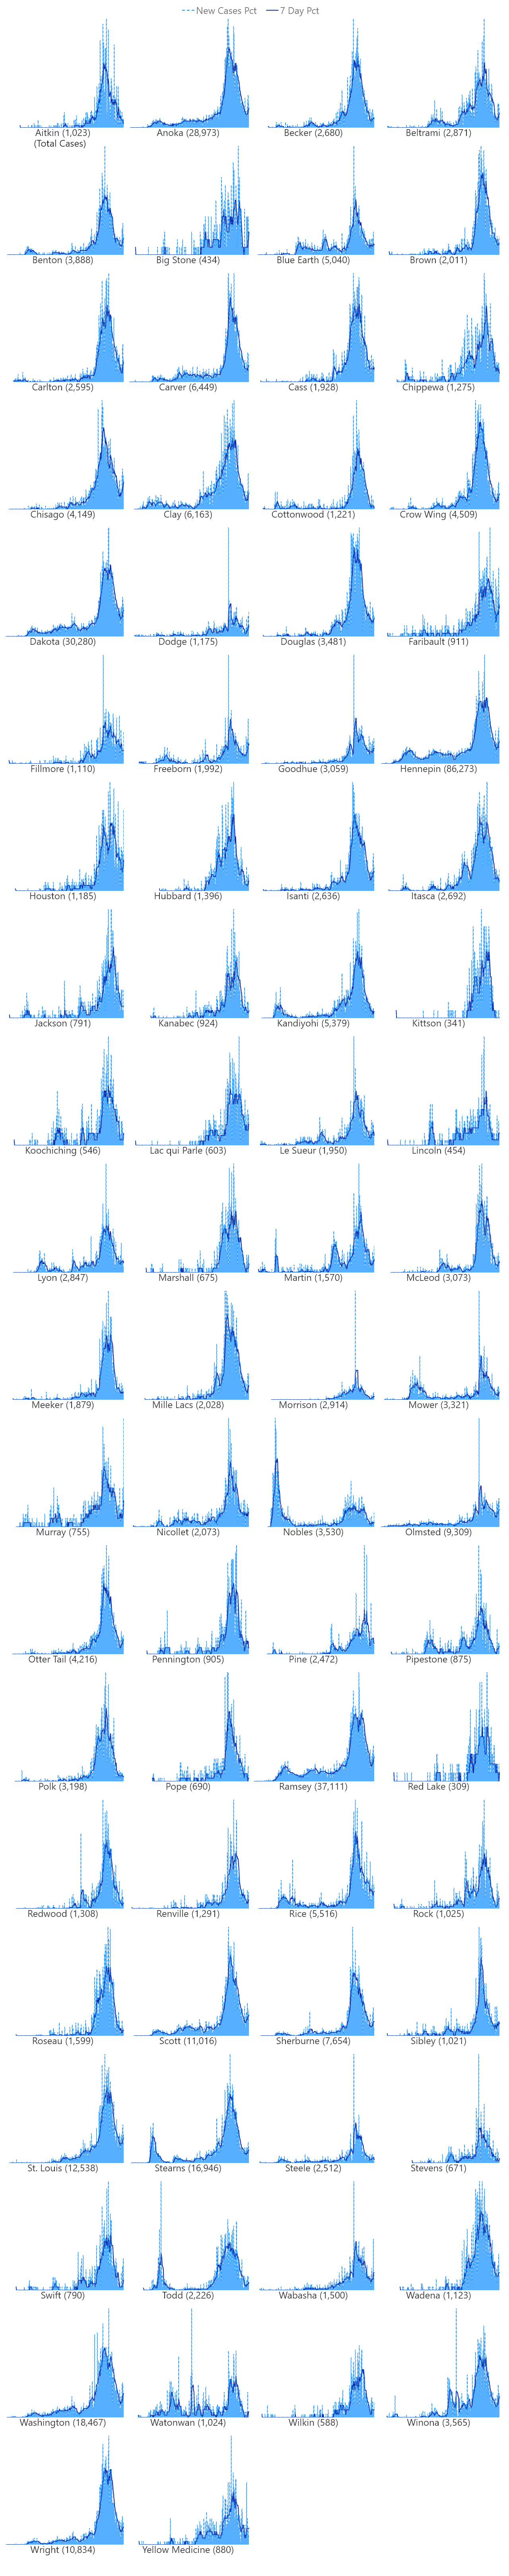 New Cases Pct 7 Day Pct
Aitkin (1,023) Anoka (28,973) Becker (2,680) Beltrami (2,871)
(Total Cases)
Benton (3,888) Big Stone (434) Blue Earth (5,040) Brown (2,011)
Carlton (2,595) Carver (6,449) Cass (1,928) Chippewa (1,275)
Chisago (4,149) Clay (6,163) Cottonwood (1,221) Crow Wing (4,509)
Dakota (30,280) Dodge (1,175) Douglas (3,481) Faribault (911)
Fillmore (1,110) Freeborn (1,992) Goodhue (3,059) Hennepin (86,273)
Houston (1,185) Hubbard (1,396) Isanti (2,636) Itasca (2,692)
Jackson (791) Kanabec (924) Kandiyohi (5,379) Kittson (341)
Koochiching (546) Lac qui Parle (603) Le Sueur (1,950) Lincoln (454)
Lyon (2,847) Marshall (675) Martin (1,570) McLeod (3,073)
Meeker (1,879) Mille Lacs (2,028) Morrison (2,914) Mower (3,321)
Murray (755) Nicollet (2,073) Nobles (3,530) Olmsted (9,309)
Otter Tail (4,216) Pennington (905) Pine (2,472) Pipestone (875)
Polk (3,198) Pope (690) Ramsey (37,111) Red Lake (309)
Redwood (1,308) Renville (1,291) Rice (5,516) Rock (1,025)
Roseau (1,599) Scott (11,016) Sherburne (7,654) Sibley (1,021)
St. Louis (12,538) Stearns (16,946) Steele (2,512) Stevens (671)
Swift (790) Todd (2,226) Wabasha (1,500) Wadena (1,123)
Washington (18,467) Watonwan (1,024) Wilkin (588) Winona (3,565)
Wright (10,834) Yellow Medicine (880)